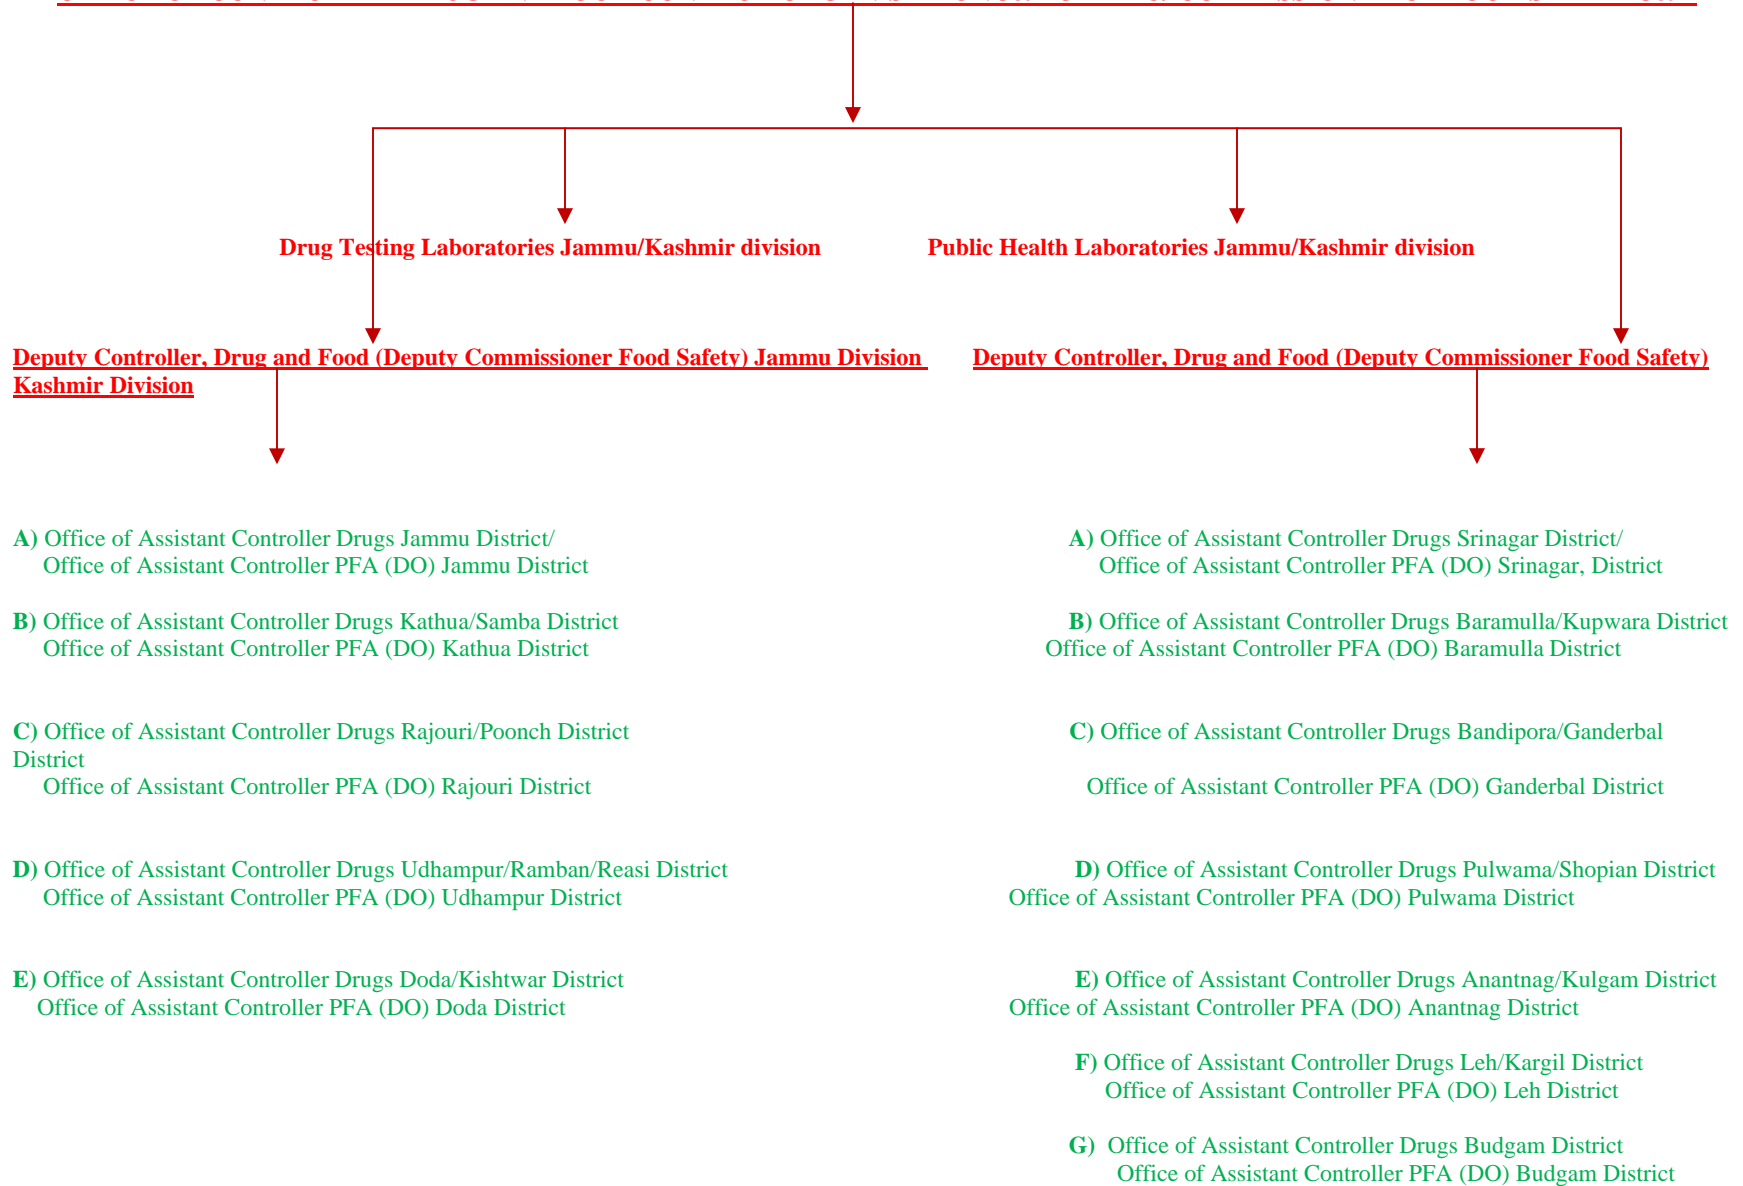 Drug Testing Laboratories Jammu/Kashmir division
Public Health Laboratories Jammu/Kashmir division
Deputy Controller, Drug and Food (Deputy Commissioner Food Safety) Jammu Division
Deputy Controller, Drug and Food (Deputy Commissioner Food Safety)
Kashmir Division
A) Office of Assistant Controller Drugs Jammu District/
Office of Assistant Controller PFA (DO) Jammu District
B) Office of Assistant Controller Drugs Kathua/Samba District
Office of Assistant Controller PFA (DO) Kathua District
C) Office of Assistant Controller Drugs Rajouri/Poonch District
District
Office of Assistant Controller PFA (DO) Rajouri District
D) Office of Assistant Controller Drugs Udhampur/Ramban/Reasi District
Office of Assistant Controller PFA (DO) Udhampur District
E) Office of Assistant Controller Drugs Doda/Kishtwar District
Office of Assistant Controller PFA (DO) Doda District
A) Office of Assistant Controller Drugs Srinagar District/
Office of Assistant Controller PFA (DO) Srinagar, District
B) Office of Assistant Controller Drugs Baramulla/Kupwara District
Office of Assistant Controller PFA (DO) Baramulla District
C) Office of Assistant Controller Drugs Bandipora/Ganderbal
Office of Assistant Controller PFA (DO) Ganderbal District
D) Office of Assistant Controller Drugs Pulwama/Shopian District
Office of Assistant Controller PFA (DO) Pulwama District
E) Office of Assistant Controller Drugs Anantnag/Kulgam District
Office of Assistant Controller PFA (DO) Anantnag District
F) Office of Assistant Controller Drugs Leh/Kargil District
Office of Assistant Controller PFA (DO) Leh District
G) Office of Assistant Controller Drugs Budgam District
Office of Assistant Controller PFA (DO) Budgam District